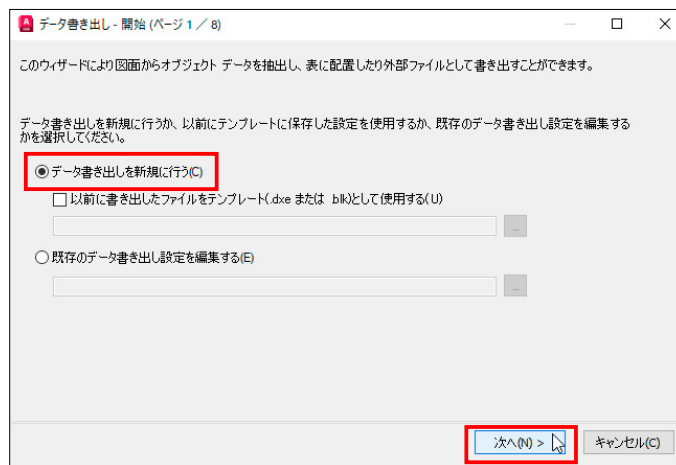 データ書き出し - 開始 (ページ 1 / 8)
このウィザードにより図面からオブジェクト データを抽出し、表に配置したり外部ファイルとして書き出すことができます。
データ書き出しを新規に行うか、以前にテンプレートに保存した設定を使用するか、既存のデータ書き出し設定を編集する
かを選択してください。
データ書き出しを新規に行う(C)
以前に書き出したファイルをテンプレート(.dxe または blk)として使用する(U)
...
既存のデータ書き出し設定を編集する(E)
...
次へ(N) >
キャンセル(C)